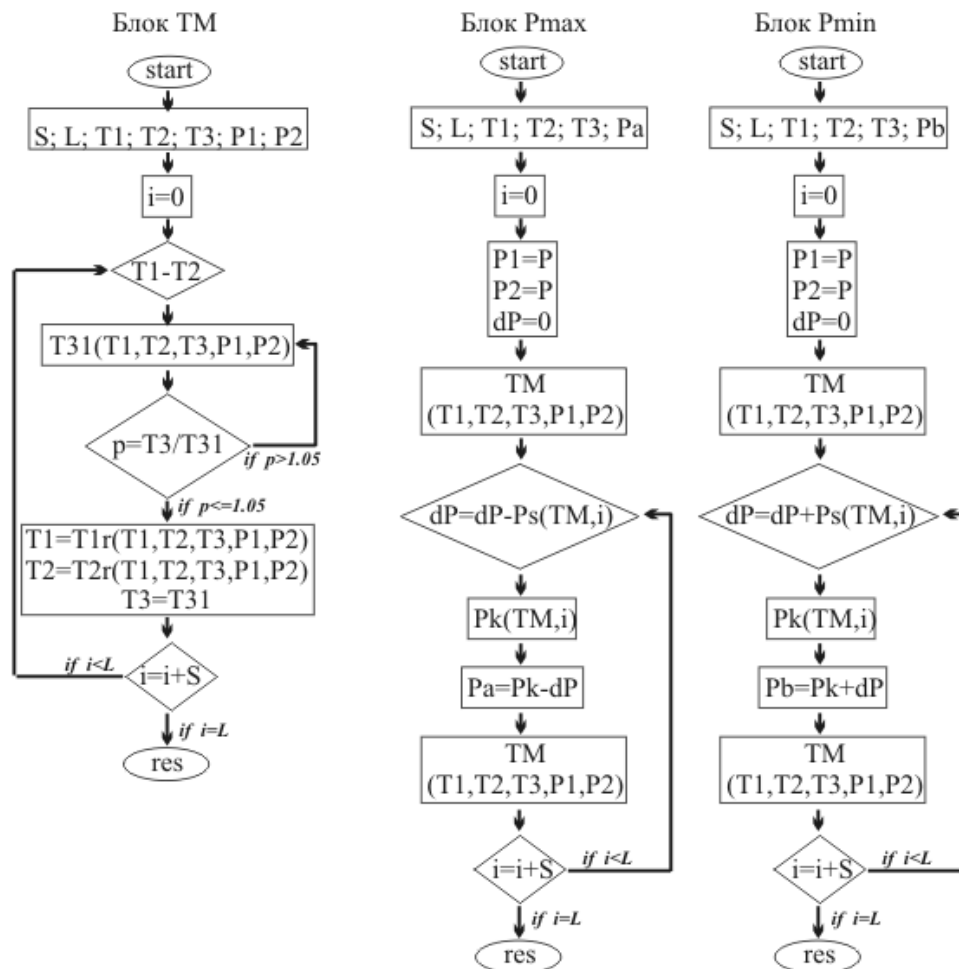 Блок TM
start
S; L; T1; T2; T3; P1; P2
i=0
T1-T2
T31(T1,T2,T3,P1,P2)
p=T3/T31
if p>1.05
if p<=1.05
T1=T1r(T1,T2,T3,P1,P2)
T2=T2r(T1,T2,T3,P1,P2)
T3=T31
if i<L
i=i+S
if i=L
res
Блок Pmax
start
S; L; T1; T2; T3; Pa
i=0
P1=P
P2=P
dP=0
TM
(T1,T2,T3,P1,P2)
dP=dP-Ps(TM,i)
Pk(TM,i)
Pa=Pk-dP
TM
(T1,T2,T3,P1,P2)
i=i+S
if i<L
if i=L
res
Блок Pmin
start
S; L; T1; T2; T3; Pb
i=0
P1=P
P2=P
dP=0
TM
(T1,T2,T3,P1,P2)
dP=dP+Ps(TM,i)
Pk(TM,i)
Pb=Pk+dP
TM
(T1,T2,T3,P1,P2)
i=i+S
if i<L
if i=L
res